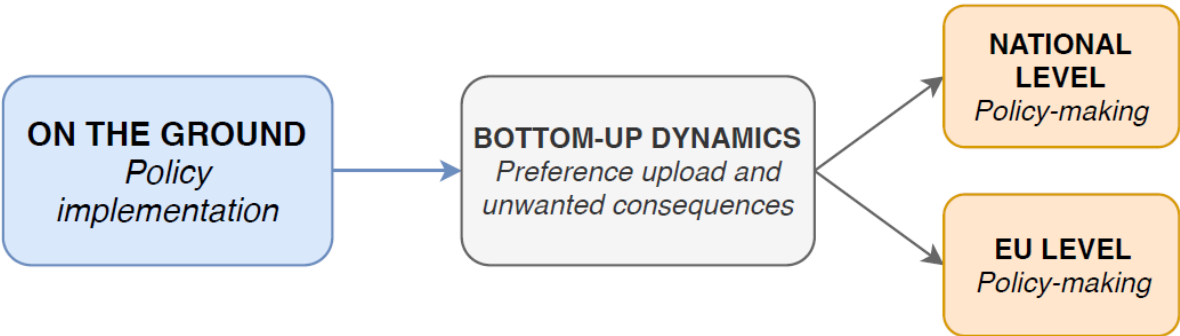 ON THE GROUND
Policy
implementation
BOTTOM-UP DYNAMICS
Preference upload and
unwanted consequences
NATIONAL
LEVEL
Policy-making
EU LEVEL
Policy-making